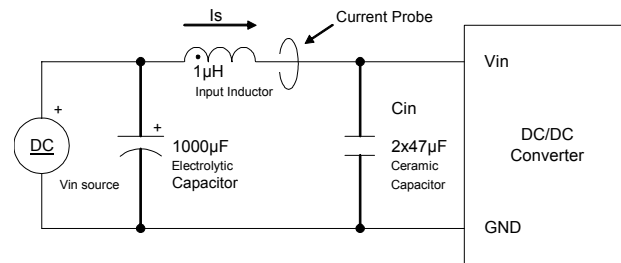 Is
Current Probe
1µH
Input Inductor
+
DC
Vin source
+
1000µF
Electrolytic
Capacitor
Cin
2x47µF
Ceramic
Capacitor
Vin
DC/DC
Converter
GND